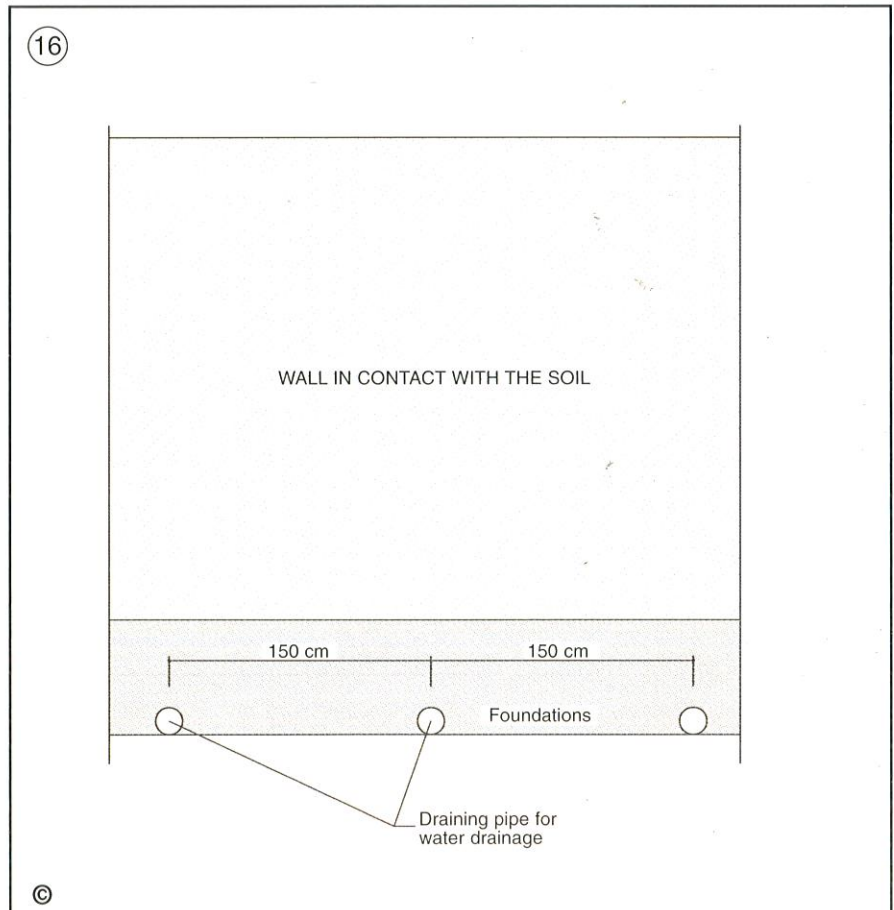 16
WALL IN CONTACT WITH THE SOIL
150 cm 150 cm
Foundations
Draining pipe for
water drainage
©